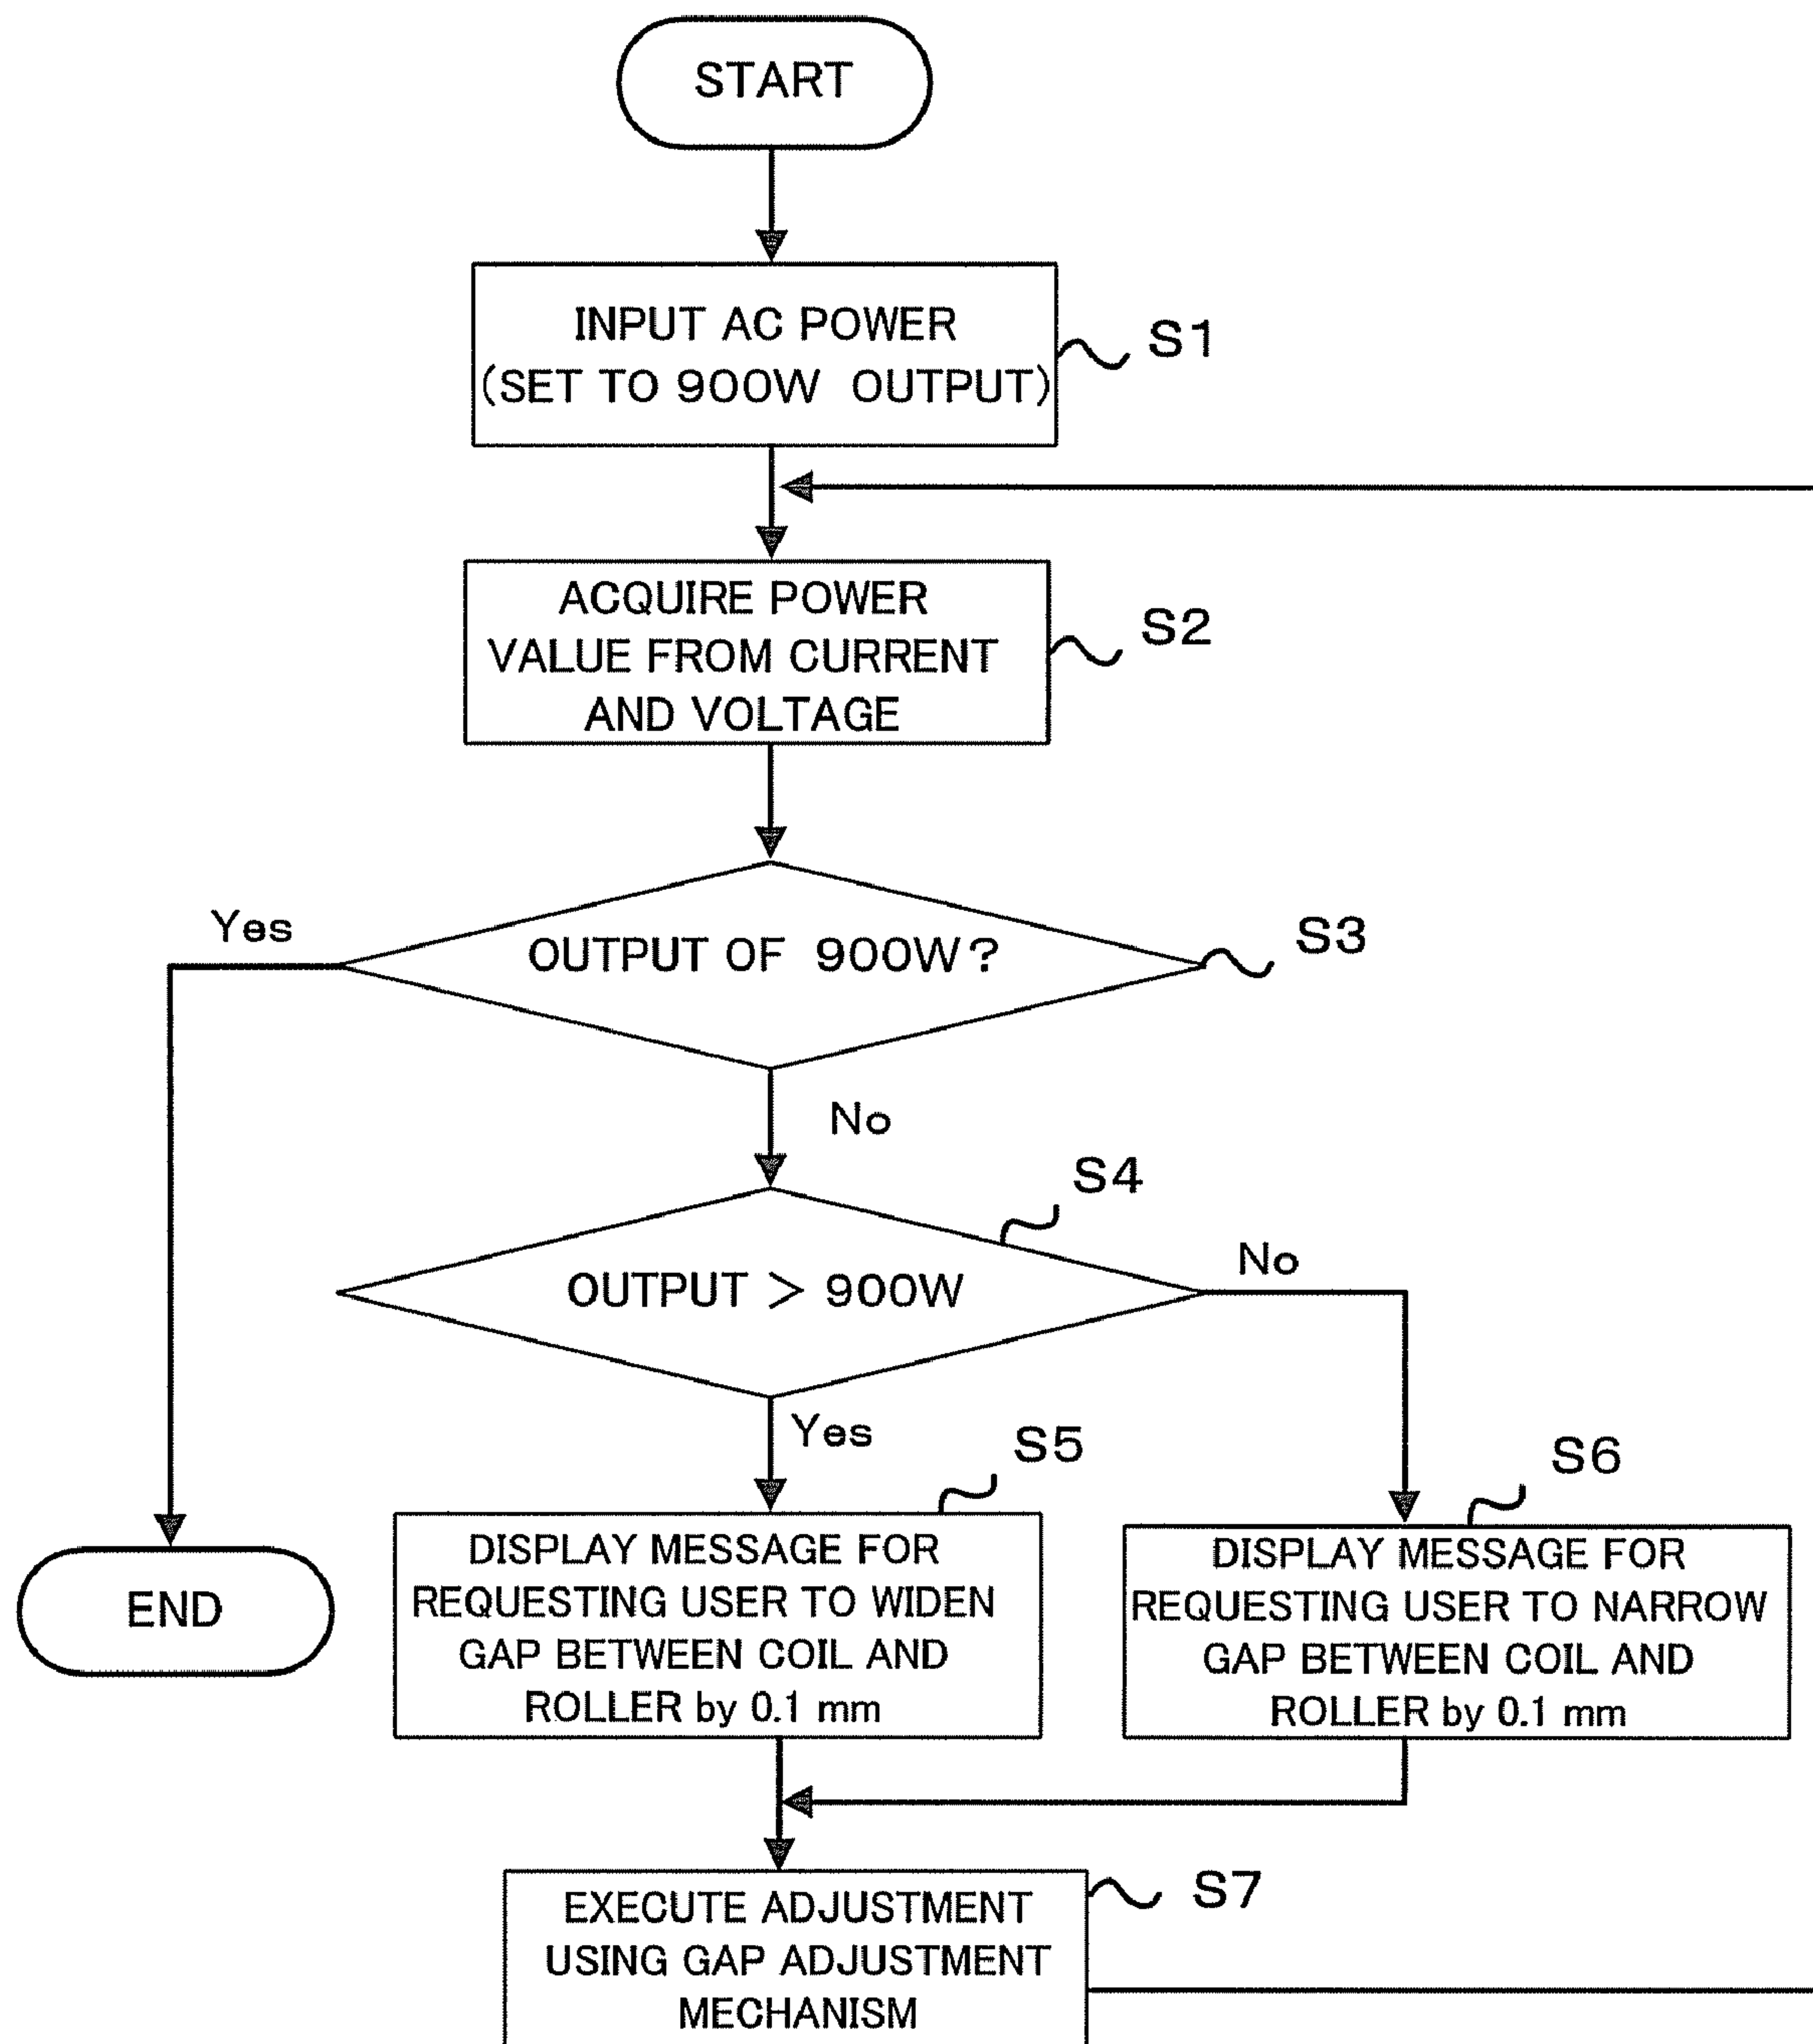 START
INPUT AC POWER
(SET TO 900W OUTPUT)
S1
ACQUIRE POWER
VALUE FROM CURRENT
AND VOLTAGE
S2
Yes
OUTPUT OF 900W?
S3
No
S4
OUTPUT > 900W
No
Yes
S5
DISPLAY MESSAGE FOR
REQUESTING USER TO WIDEN
GAP BETWEEN COIL AND
ROLLER by 0.1 mm
S6
DISPLAY MESSAGE FOR
REQUESTING USER TO NARROW
GAP BETWEEN COIL AND
ROLLER by 0.1 mm
END
EXECUTE ADJUSTMENT
USING GAP ADJUSTMENT
MECHANISM
S7